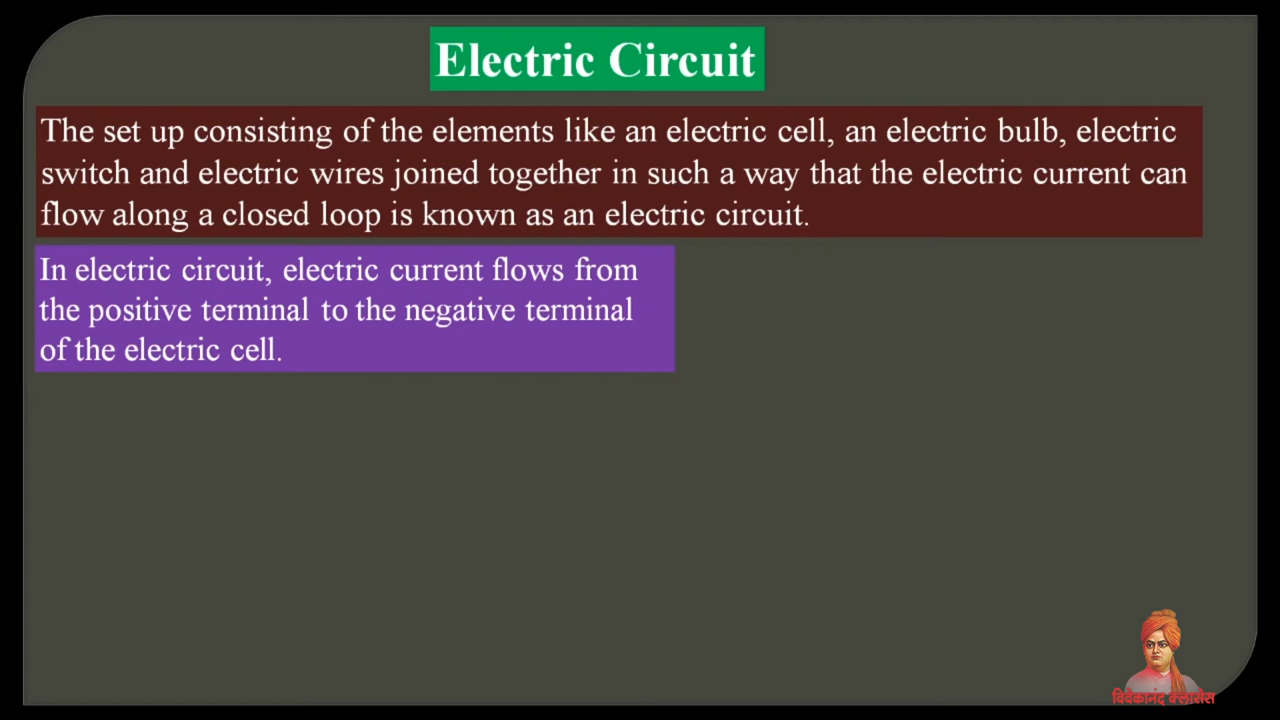 Electric Circuit
The set up consisting of the elements like an electric cell, an electric bulb, electric
switch and electric wires joined together in such a way that the electric current can
flow along a closed loop is known as an electric circuit.
In electric circuit, electric current flows from
the positive terminal to the negative terminal
of the electric cell.
विवेकानंद क्लासेस